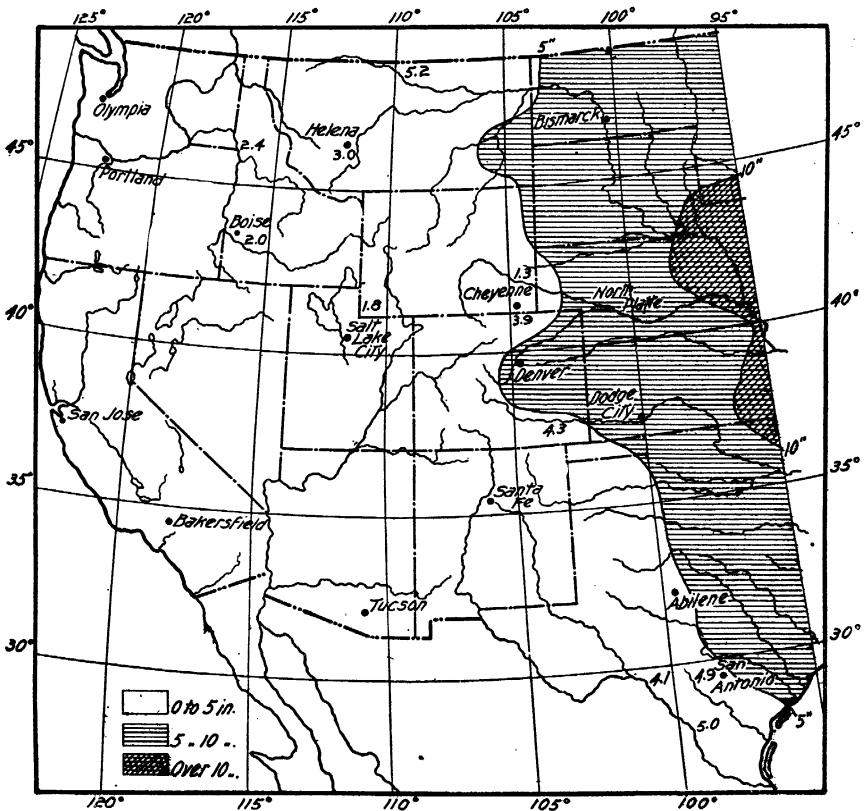 125° 120° 115° 110° 105° 100° 95°
125°
5"
5.2
Olympia
Helena
3.0
Bismarck
45°
45°
2.4
Portland
10"
Boise
2.0
1.3
Cheyenne
3.9
North
Platte
1.8
40°
40°
Salt
Lake
City
Denver
Dodge
City
San Jose
4.3
10"
35°
35°
Santa
Fe
Bakersfield
Tucson
Abilene
30°
30°
San
Antonio
4.9
4.1
5.0
5"
0 to 5 in.
5 „ 10 „.
Over 10 „.
120° 115° 110° 105° 100°